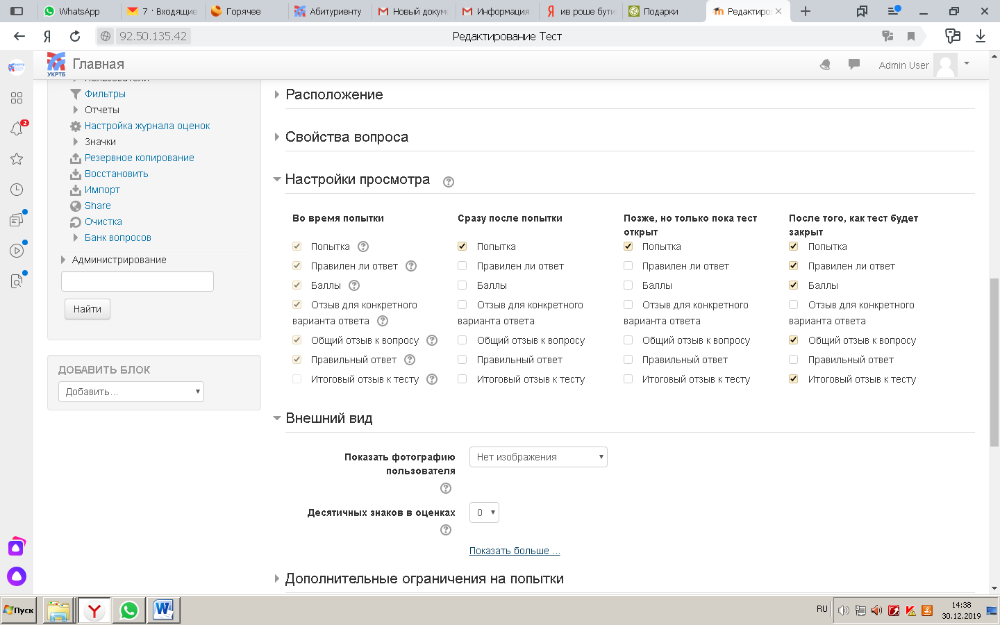 WhatsApp
7 · Входящие
Горячее
Абитуриенту
Новый докум
Информация
ив роше бути
Подарки
Редактиро
Я
92.50.135.42
Редактирование Тест
УКРТБ
Главная
Admin User
2
Пользователи
Фильтры
Отчеты
Настройка журнала оценок
Значки
Резервное копирование
Восстановить
Импорт
Share
Очистка
Банк вопросов
Администрирование
Найти
ДОБАВИТЬ БЛОК
Добавить...
Расположение
Свойства вопроса
Настройки просмотра
Во время попытки
Попытка
Правилен ли ответ
Баллы
Отзыв для конкретного
варианта ответа
Общий отзыв к вопросу
Правильный ответ
Итоговый отзыв к тесту
Сразу после попытки
Попытка
Правилен ли ответ
Баллы
Отзыв для конкретного
варианта ответа
Общий отзыв к вопросу
Правильный ответ
Итоговый отзыв к тесту
Позже, но только пока тест
открыт
Попытка
Правилен ли ответ
Баллы
Отзыв для конкретного
варианта ответа
Общий отзыв к вопросу
Правильный ответ
Итоговый отзыв к тесту
После того, как тест будет
закрыт
Попытка
Правилен ли ответ
Баллы
Отзыв для конкретного
варианта ответа
Общий отзыв к вопросу
Правильный ответ
Итоговый отзыв к тесту
Внешний вид
Показать фотографию
пользователя
Нет изображения
Десятичных знаков в оценках
0
Показать больше ...
Дополнительные ограничения на попытки
Пуск
RU
14:38
30.12.2019